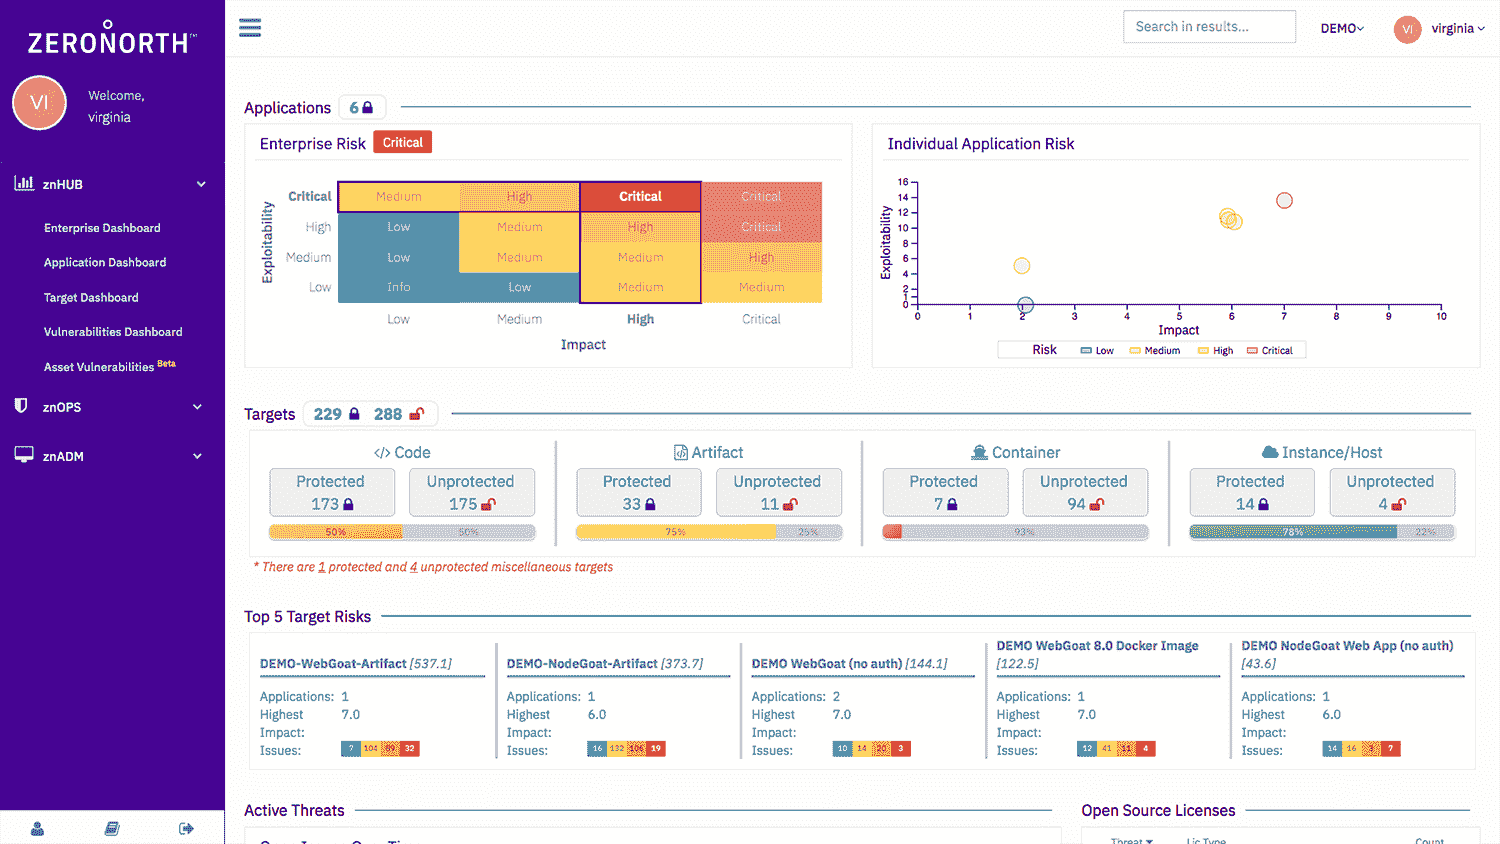 ZERONORTH™
VI
Welcome,
virginia
znHUB
Enterprise Dashboard
Application Dashboard
Target Dashboard
Vulnerabilities Dashboard
Asset Vulnerabilities Beta
znOPS
znADM
Search in results...
DEMO
VI
virginia
Applications 6
Enterprise Risk Critical
Exploitability
Critical Medium High Critical Critical
High Low Medium High Critical
Medium Low Medium Medium High
Low Info Low Medium Medium
Low Medium High Critical
Impact
Individual Application Risk
Exploitability
16
14
12
10
8
6
4
2
1
0
0 1 2 3 4 5 6 7 8 9 10
Impact
Risk Low Medium High Critical
Targets 229 288
</> Code
Protected Unprotected
173 175
50% 50%
Artifact
Protected Unprotected
33 11
75% 25%
Container
Protected Unprotected
7 94
93%
Instance/Host
Protected Unprotected
14 4
78% 22%
* There are 1 protected and 4 unprotected miscellaneous targets
Top 5 Target Risks
DEMO-WebGoat-Artifact [537.1]
Applications: 1
Highest 7.0
Impact:
Issues: 7 104 89 32
DEMO-NodeGoat-Artifact [373.7]
Applications: 1
Highest 6.0
Impact:
Issues: 16 132 106 19
DEMO WebGoat (no auth) [144.1]
Applications: 2
Highest 7.0
Impact:
Issues: 10 14 20 3
DEMO WebGoat 8.0 Docker Image
[122.5]
Applications: 1
Highest 7.0
Impact:
Issues: 12 41 11 4
DEMO NodeGoat Web App (no auth)
[43.6]
Applications: 1
Highest 6.0
Impact:
Issues: 14 16 7
Active Threats
Open Source Licenses
Threat Lic Type Count